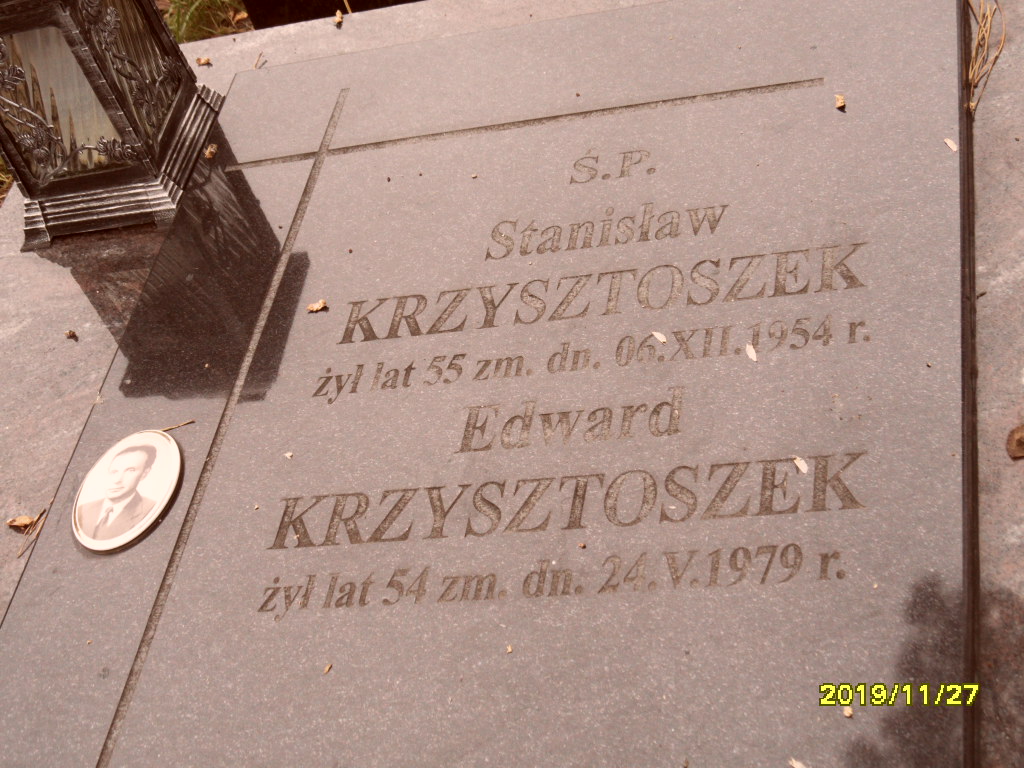 Ś.P.
Stanisław
KRZYSZTOSZEK
żył lat 55 zm. dn. 06.XII.1954 r.
Edward
KRZYSZTOSZEK
żył lat 54 zm. dn. 24.V.1979 r.
2019/11/27